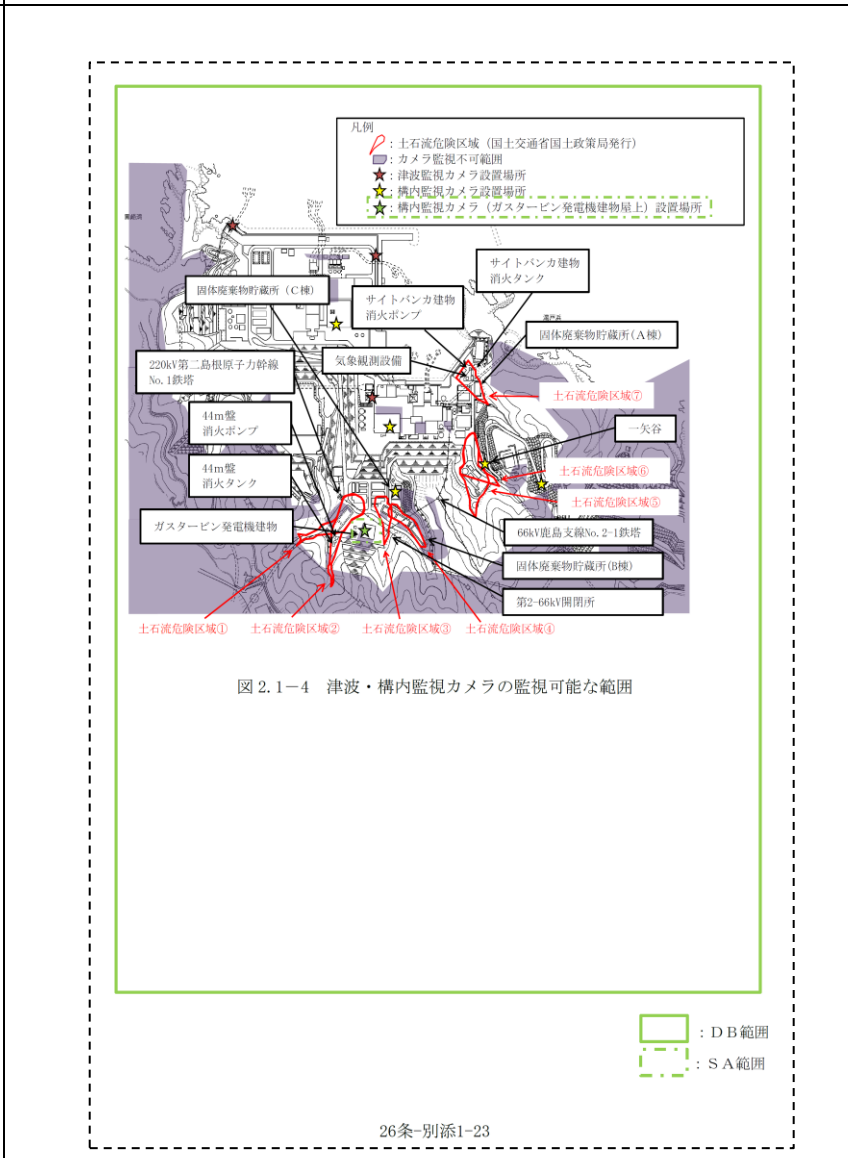 凡例
：土石流危険区域（国土交通省国土政策局発行）
：カメラ監視不可範囲
：津波監視カメラ設置場所
：構内監視カメラ設置場所
：構内監視カメラ（ガスタービン発電機建物屋上）設置場所
サイトバンカ建物
消火タンク
固体廃棄物貯蔵所（C棟）
サイトバンカ建物
消火ポンプ
固体廃棄物貯蔵所(A棟)
気象観測設備
220kV第二島根原子力幹線
No.1鉄塔
土石流危険区域⑦
44m盤
消火ポンプ
一矢谷
土石流危険区域⑥
44m盤
消火タンク
土石流危険区域⑤
ガスタービン発電機建物
66kV鹿島支線No.2-1鉄塔
固体廃棄物貯蔵所(B棟)
第2-66kV開閉所
土石流危険区域①
土石流危険区域②
土石流危険区域③
土石流危険区域④
図 2.1－4　津波・構内監視カメラの監視可能な範囲
：ＤＢ範囲
：ＳＡ範囲
26条-別添1-23